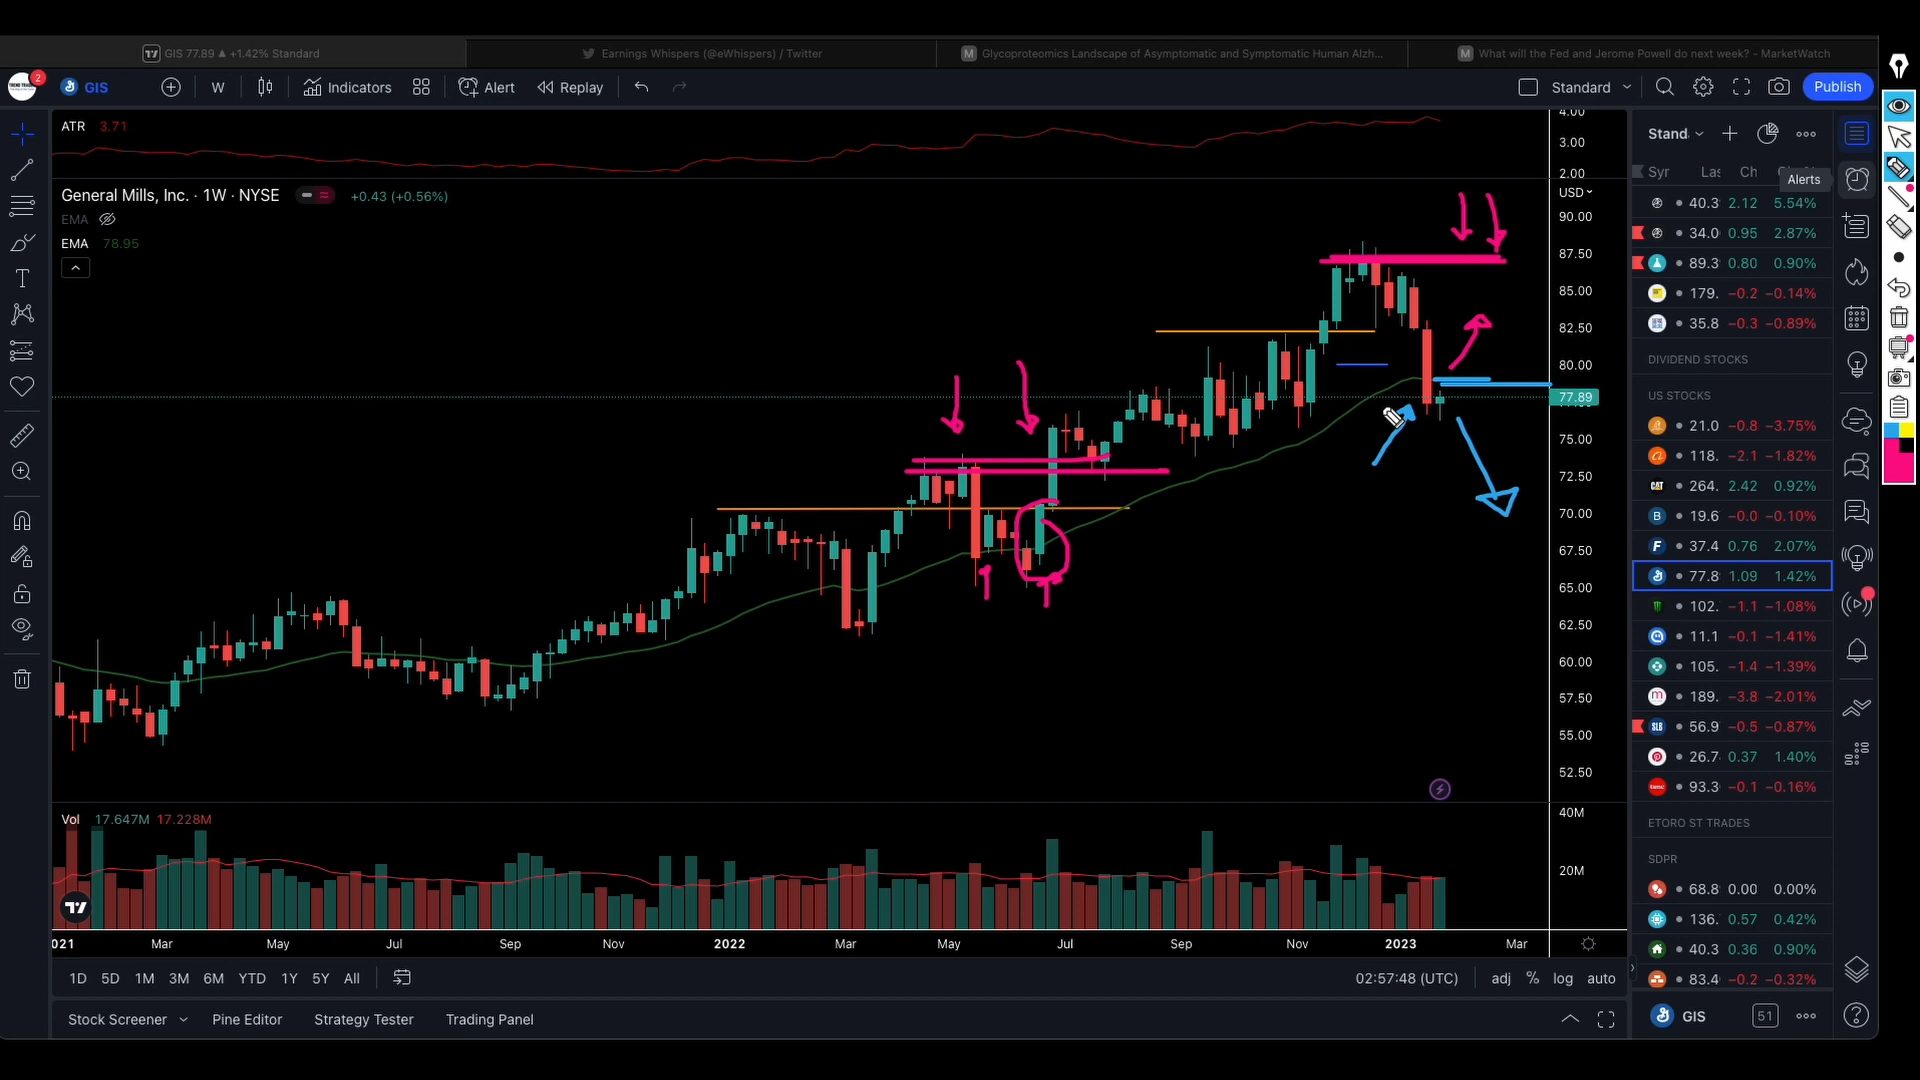 GIS 77.89 ▲ +1.42% Standard
Earnings Whispers (@eWhispers) / Twitter
Glycoproteomics Landscape of Asymptomatic and Symptomatic Human Alzh...
What will the Fed and Jerome Powell do next week? - MarketWatch
2
GIS
W
Indicators
Alert
Replay
Standard
Publish
ATR 3.71
4.00
3.00
2.00
General Mills, Inc. · 1W · NYSE
+0.43 (+0.56%)
EMA
EMA 78.95
USD
90.00
87.50
85.00
82.50
80.00
77.89
75.00
72.50
70.00
67.50
65.00
62.50
60.00
57.50
55.00
52.50
Vol 17.647M 17.228M
40M
20M
021 Mar May Jul Sep Nov 2022 Mar May Jul Sep Nov 2023 Mar
1D 5D 1M 3M 6M YTD 1Y 5Y All
02:57:48 (UTC)
adj % log auto
Stock Screener
Pine Editor
Strategy Tester
Trading Panel
Stand
Syr Las Ch
Alerts
40.3 2.12 5.54%
34.0 0.95 2.87%
89.3 0.80 0.90%
179. −0.2 −0.14%
35.8 −0.3 −0.89%
DIVIDEND STOCKS
US STOCKS
21.0 −0.8 −3.75%
118. −2.1 −1.82%
CAT 264. 2.42 0.92%
B 19.6 −0.0 −0.10%
F 37.4 0.76 2.07%
77.8 1.09 1.42%
102. −1.1 −1.08%
11.1 −0.1 −1.41%
105. −1.4 −1.39%
m 189. −3.8 −2.01%
SLB 56.9 −0.5 −0.87%
26.7 0.37 1.40%
93.3 −0.1 −0.16%
ETORO ST TRADES
SDPR
68.8 0.00 0.00%
136. 0.57 0.42%
40.3 0.36 0.90%
83.4 −0.2 −0.32%
GIS
51